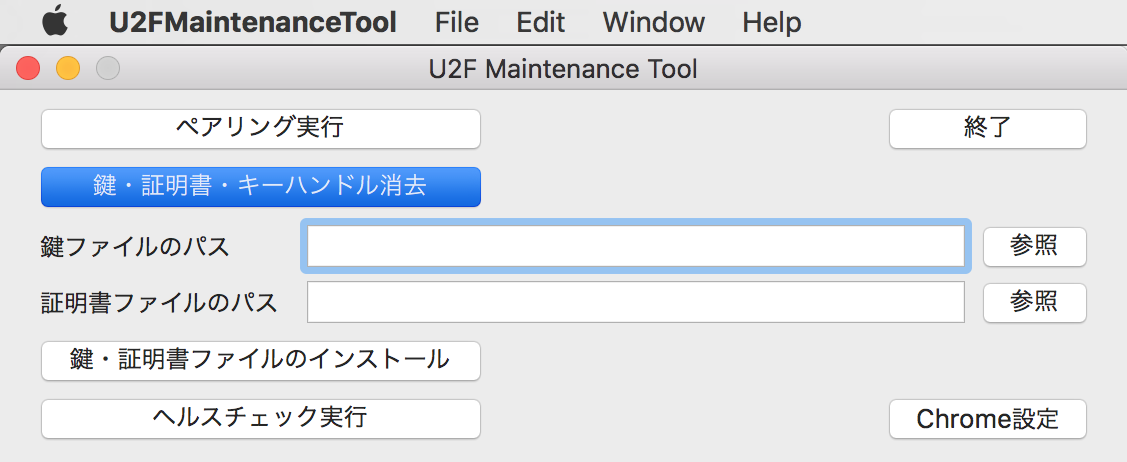 U2FMaintenanceTool File Edit Window Help
U2F Maintenance Tool
ペアリング実行 終了
鍵・証明書・キーハンドル消去
鍵ファイルのパス 参照
証明書ファイルのパス 参照
鍵・証明書ファイルのインストール
ヘルスチェック実行 Chrome設定